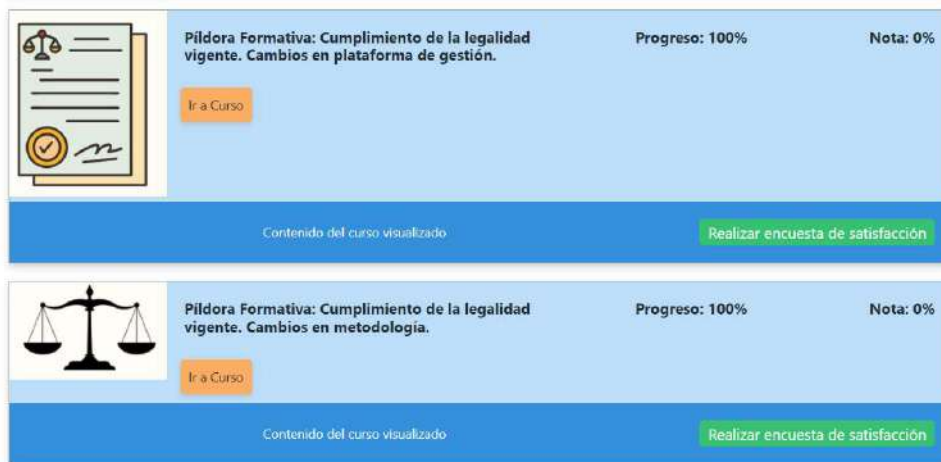 Píldora Formativa: Cumplimiento de la legalidad
vigente. Cambios en plataforma de gestión.
Progreso: 100%
Nota: 0%
Ir a Curso
Contenido del curso visualizado
Realizar encuesta de satisfacción
Píldora Formativa: Cumplimiento de la legalidad
vigente. Cambios en metodología.
Progreso: 100%
Nota: 0%
Ir a Curso
Contenido del curso visualizado
Realizar encuesta de satisfacción